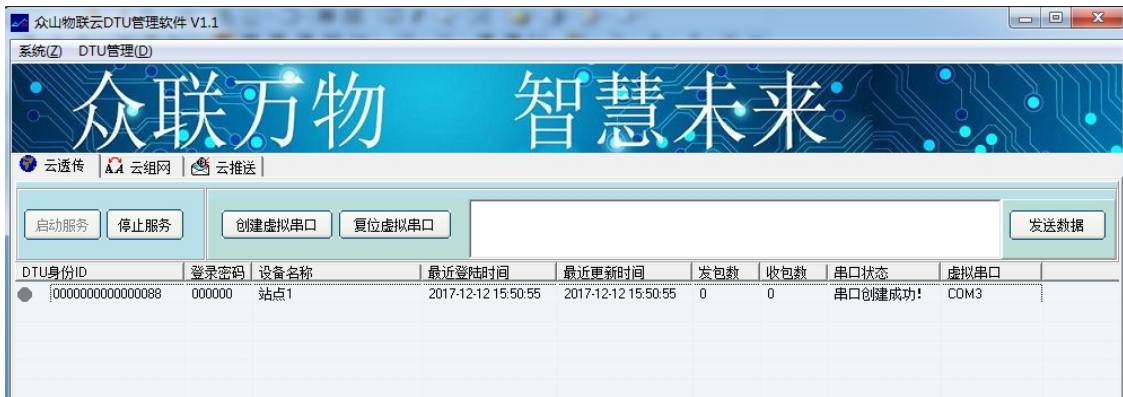 众山物联云DTU管理软件 V1.1
系统(Z) DTU管理(D)
众联万物 智慧未来
云透传 云组网 云推送
启动服务 停止服务 创建虚拟串口 复位虚拟串口 发送数据
DTU身份ID 登录密码 设备名称 最近登陆时间 最近更新时间 发包数 收包数 串口状态 虚拟串口
0000000000000088 000000 站点1 2017-12-12 15:50:55 2017-12-12 15:50:55 0 0 串口创建成功! COM3